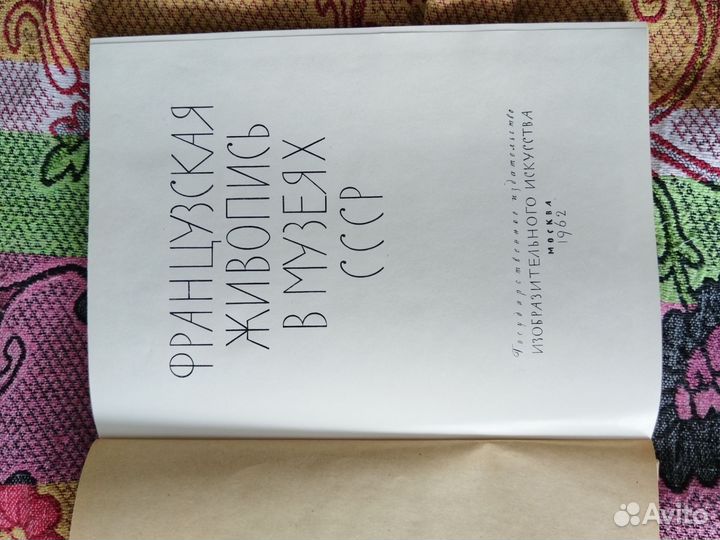 ФРАНЦУЗСКАЯ
ЖИВОПИСЬ
В МУЗЕЯХ
СССР
Государственное издательство
ИЗОБРАЗИТЕЛЬНОГО ИСКУССТВА
МОСКВА
1962
Avito